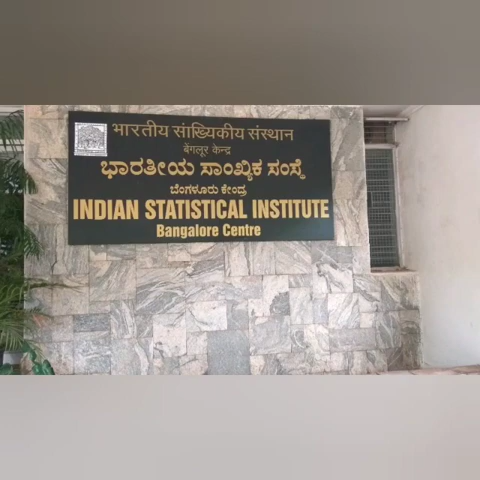 भारतीय सांख्यिकीय संस्थान
बेंगलूर केन्द्र
ಭಾರತೀಯ ಸಾಂಖ್ಯಿಕ ಸಂಸ್ಥೆ
ಬೆಂಗಳೂರು ಕೇಂದ್ರ
INDIAN STATISTICAL INSTITUTE
Bangalore Centre